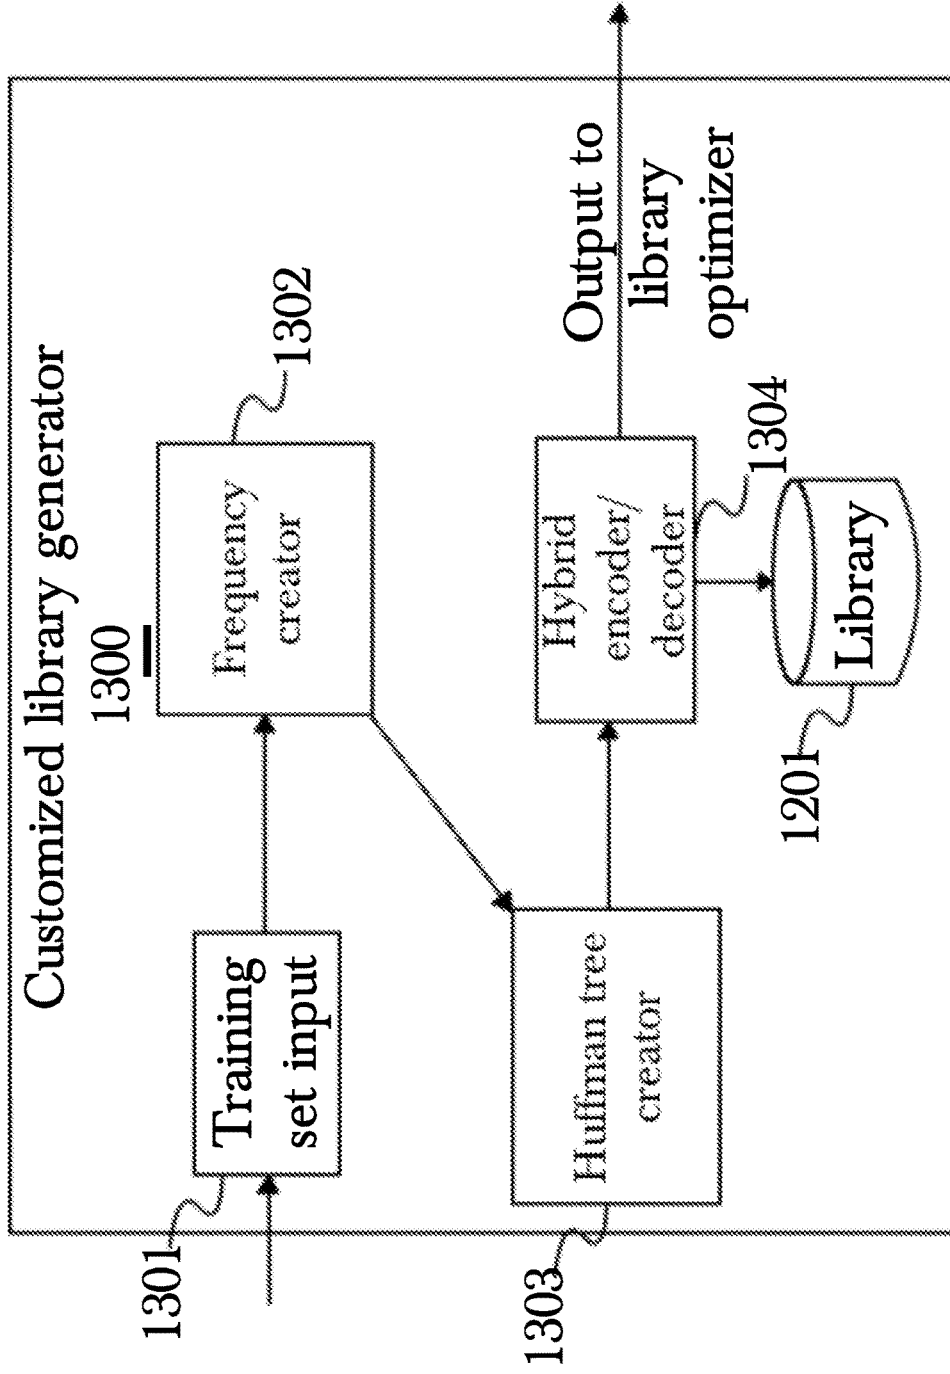 Customized library generator
1300
1301
Training
set input
Frequency
creator
1302
1303
Huffman tree
creator
Hybrid
encoder/
decoder
1304
Output to
library
optimizer
1201
Library